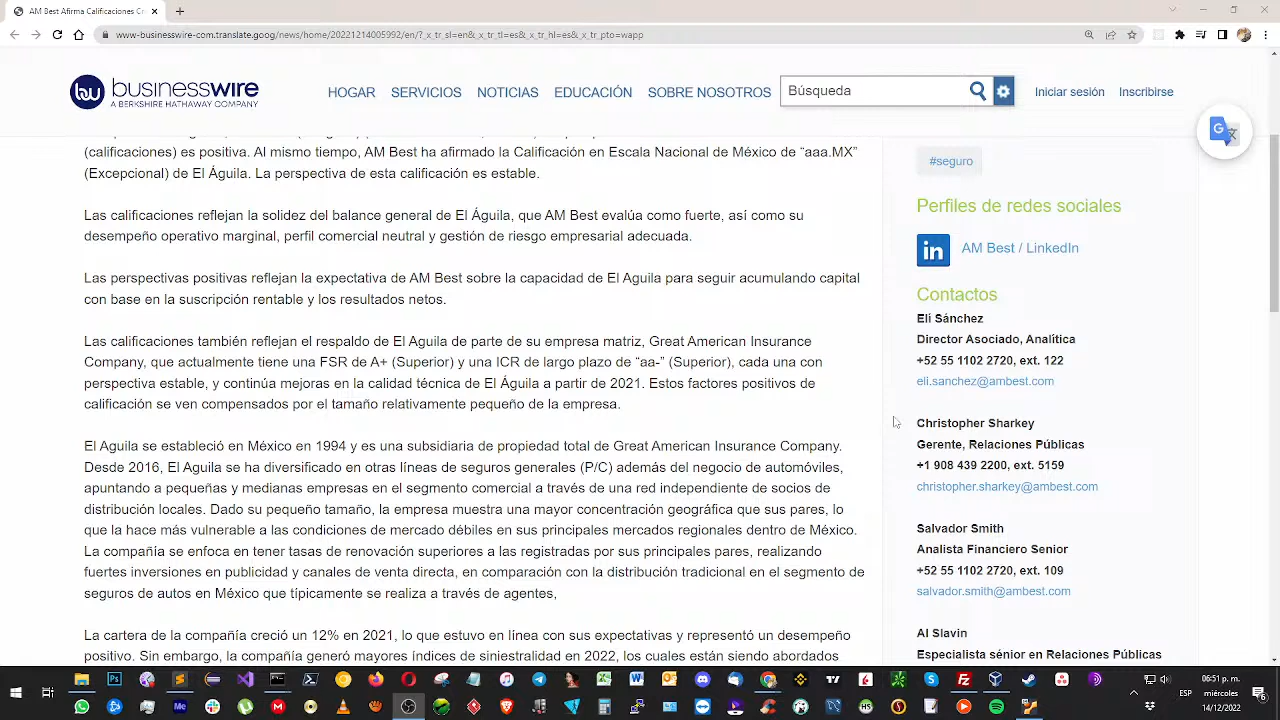 AM Best Afirma Calificaciones Cr
www-businesswire-com.translate.goog/news/home/20221214005992/en/?_x_tr_sl=en&_x_tr_tl=es&_x_tr_hl=es&_x_tr_pto=wapp
businesswire
A BERKSHIRE HATHAWAY COMPANY
HOGAR SERVICIOS NOTICIAS EDUCACIÓN SOBRE NOSOTROS
Búsqueda
Iniciar sesión Inscribirse
(calificaciones) es positiva. Al mismo tiempo, AM Best ha afirmado la Calificación en Escala Nacional de México de “aaa.MX”
(Excepcional) de El Águila. La perspectiva de esta calificación es estable.
Las calificaciones reflejan la solidez del balance general de El Águila, que AM Best evalúa como fuerte, así como su
desempeño operativo marginal, perfil comercial neutral y gestión de riesgo empresarial adecuada.
Las perspectivas positivas reflejan la expectativa de AM Best sobre la capacidad de El Aguila para seguir acumulando capital
con base en la suscripción rentable y los resultados netos.
Las calificaciones también reflejan el respaldo de El Aguila de parte de su empresa matriz, Great American Insurance
Company, que actualmente tiene una FSR de A+ (Superior) y una ICR de largo plazo de “aa-” (Superior), cada una con
perspectiva estable, y continúa mejoras en la calidad técnica de El Águila a partir de 2021. Estos factores positivos de
calificación se ven compensados por el tamaño relativamente pequeño de la empresa.
El Aguila se estableció en México en 1994 y es una subsidiaria de propiedad total de Great American Insurance Company.
Desde 2016, El Aguila se ha diversificado en otras líneas de seguros generales (P/C) además del negocio de automóviles,
apuntando a pequeñas y medianas empresas en el segmento comercial a través de una red independiente de socios de
distribución locales. Dado su pequeño tamaño, la empresa muestra una mayor concentración geográfica que sus pares, lo
que la hace más vulnerable a las condiciones de mercado débiles en sus principales mercados regionales dentro de México.
La compañía se enfoca en tener tasas de renovación superiores a las registradas por sus principales pares, realizando
fuertes inversiones en publicidad y canales de venta directa, en comparación con la distribución tradicional en el segmento de
seguros de autos en México que típicamente se realiza a través de agentes,
La cartera de la compañía creció un 12% en 2021, lo que estuvo en línea con sus expectativas y representó un desempeño
positivo. Sin embargo, la compañía generó mayores índices de siniestralidad en 2022, los cuales están siendo abordados
#seguro
Perfiles de redes sociales
in AM Best / LinkedIn
Contactos
Elí Sánchez
Director Asociado, Analítica
+52 55 1102 2720, ext. 122
eli.sanchez@ambest.com
Christopher Sharkey
Gerente, Relaciones Públicas
+1 908 439 2200, ext. 5159
christopher.sharkey@ambest.com
Salvador Smith
Analista Financiero Senior
+52 55 1102 2720, ext. 109
salvador.smith@ambest.com
Al Slavin
Especialista sénior en Relaciones Públicas
06:51 p. m.
ESP miércoles
14/12/2022